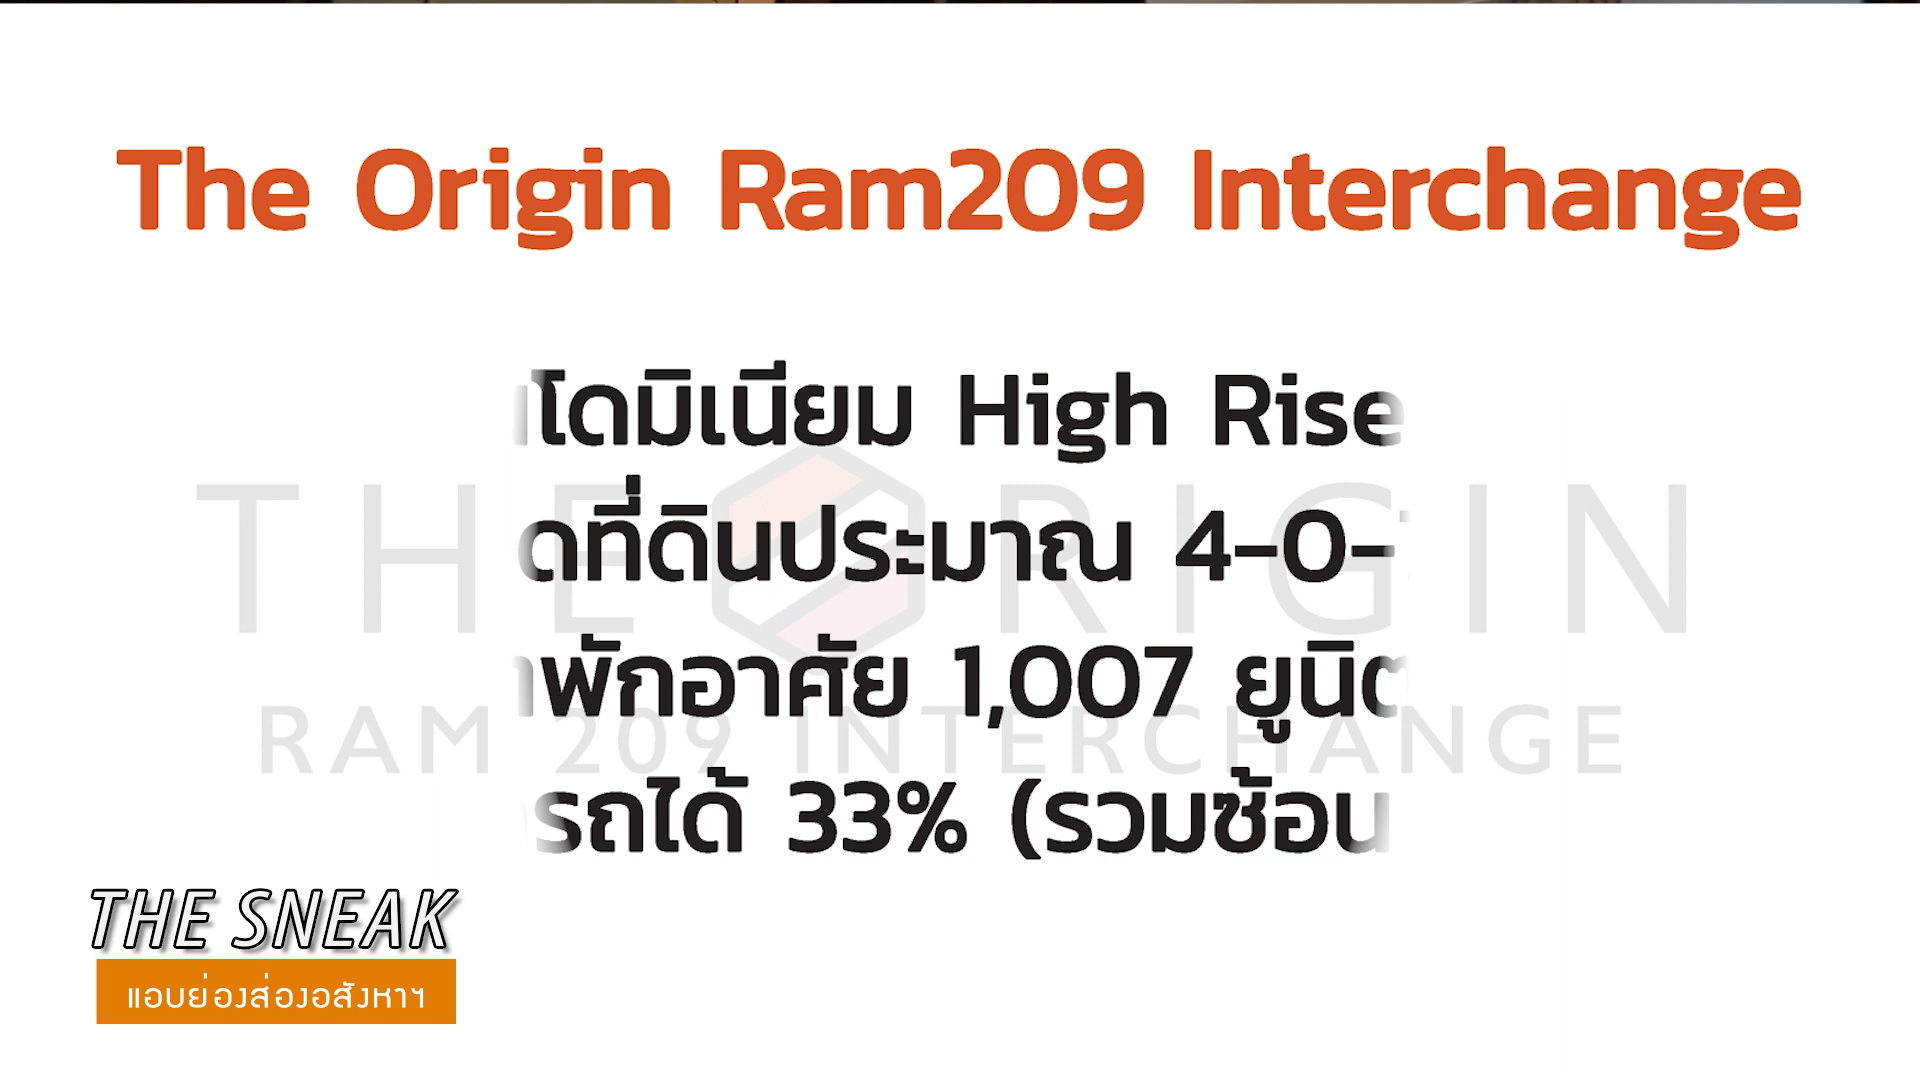 The Origin Ram209 Interchange
โดมิเนียม High Rise
ที่ดินประมาณ 4-0-
พักอาศัย 1,007 ยูนิต
รถได้ 33% (รวมซ้อน
THE ORIGIN
RAM 209 INTERCHANGE
THE SNEAK
แอบย่องส่องอสังหาฯ